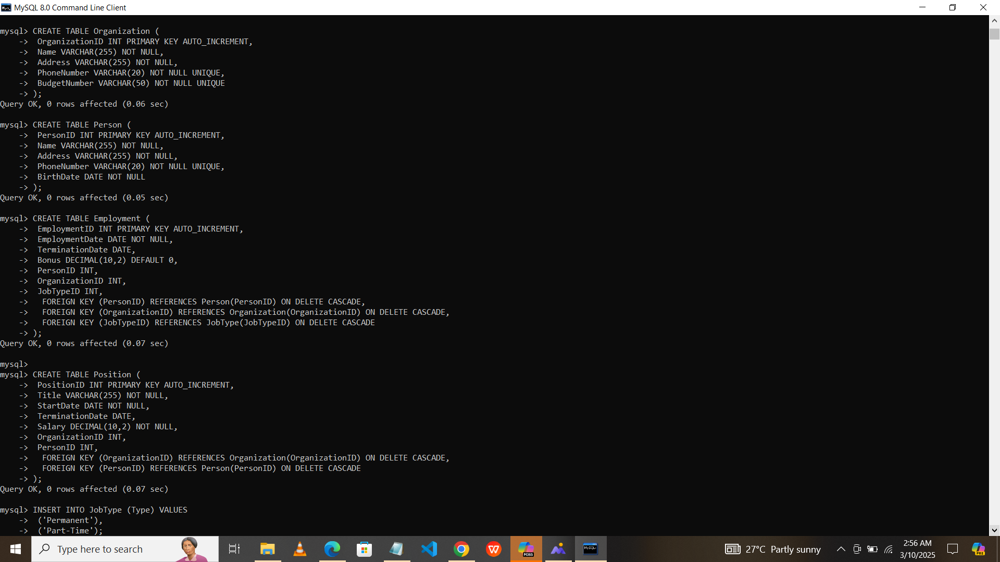 MySQL 8.0 Command Line Client
mysql> CREATE TABLE Organization (
    ->  OrganizationID INT PRIMARY KEY AUTO_INCREMENT,
    ->  Name VARCHAR(255) NOT NULL,
    ->  Address VARCHAR(255) NOT NULL,
    ->  PhoneNumber VARCHAR(20) NOT NULL UNIQUE,
    ->  BudgetNumber VARCHAR(50) NOT NULL UNIQUE
    -> );
Query OK, 0 rows affected (0.06 sec)
mysql> CREATE TABLE Person (
    ->  PersonID INT PRIMARY KEY AUTO_INCREMENT,
    ->  Name VARCHAR(255) NOT NULL,
    ->  Address VARCHAR(255) NOT NULL,
    ->  PhoneNumber VARCHAR(20) NOT NULL UNIQUE,
    ->  BirthDate DATE NOT NULL
    -> );
Query OK, 0 rows affected (0.05 sec)
mysql> CREATE TABLE Employment (
    ->  EmploymentID INT PRIMARY KEY AUTO_INCREMENT,
    ->  EmploymentDate DATE NOT NULL,
    ->  TerminationDate DATE,
    ->  Bonus DECIMAL(10,2) DEFAULT 0,
    ->  PersonID INT,
    ->  OrganizationID INT,
    ->  JobTypeID INT,
    ->   FOREIGN KEY (PersonID) REFERENCES Person(PersonID) ON DELETE CASCADE,
    ->   FOREIGN KEY (OrganizationID) REFERENCES Organization(OrganizationID) ON DELETE CASCADE,
    ->   FOREIGN KEY (JobTypeID) REFERENCES JobType(JobTypeID) ON DELETE CASCADE
    -> );
Query OK, 0 rows affected (0.07 sec)
mysql>
mysql> CREATE TABLE Position (
    ->  PositionID INT PRIMARY KEY AUTO_INCREMENT,
    ->  Title VARCHAR(255) NOT NULL,
    ->  StartDate DATE NOT NULL,
    ->  TerminationDate DATE,
    ->  Salary DECIMAL(10,2) NOT NULL,
    ->  OrganizationID INT,
    ->  PersonID INT,
    ->   FOREIGN KEY (OrganizationID) REFERENCES Organization(OrganizationID) ON DELETE CASCADE,
    ->   FOREIGN KEY (PersonID) REFERENCES Person(PersonID) ON DELETE CASCADE
    -> );
Query OK, 0 rows affected (0.07 sec)
mysql> INSERT INTO JobType (Type) VALUES
    ->  ('Permanent'),
    ->  ('Part-Time');
Type here to search
M365
MySQL
27°C Partly sunny
2:56 AM
3/10/2025
PRE